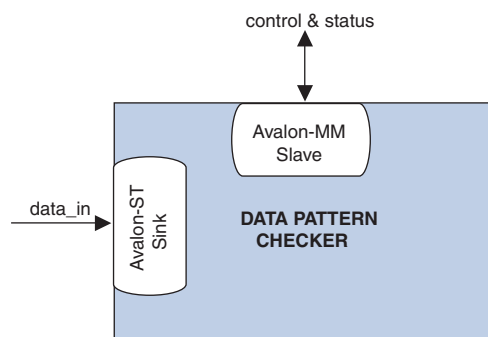 control & status
Avalon-MM
Slave
data_in
Avalon-ST
Sink
DATA PATTERN
CHECKER